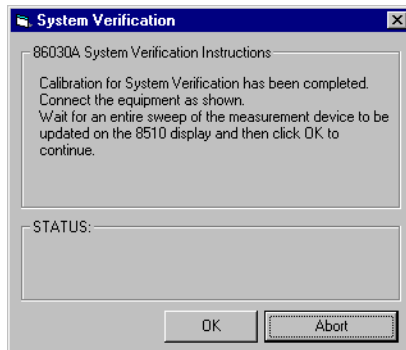 System Verification
86030A System Verification Instructions
Calibration for System Verification has been completed.
Connect the equipment as shown.
Wait for an entire sweep of the measurement device to be
updated on the 8510 display and then click OK to
continue.
STATUS:
OK
Abort